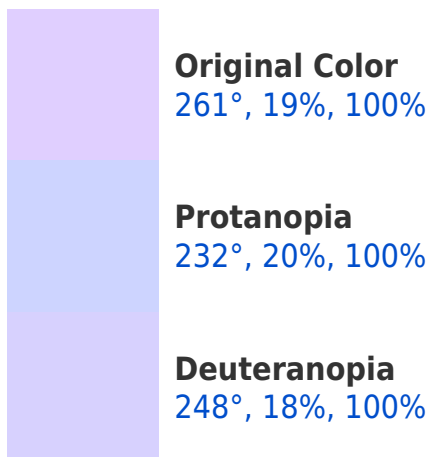 Original Color
261°, 19%, 100%
Protanopia
232°, 20%, 100%
Deuteranopia
248°, 18%, 100%